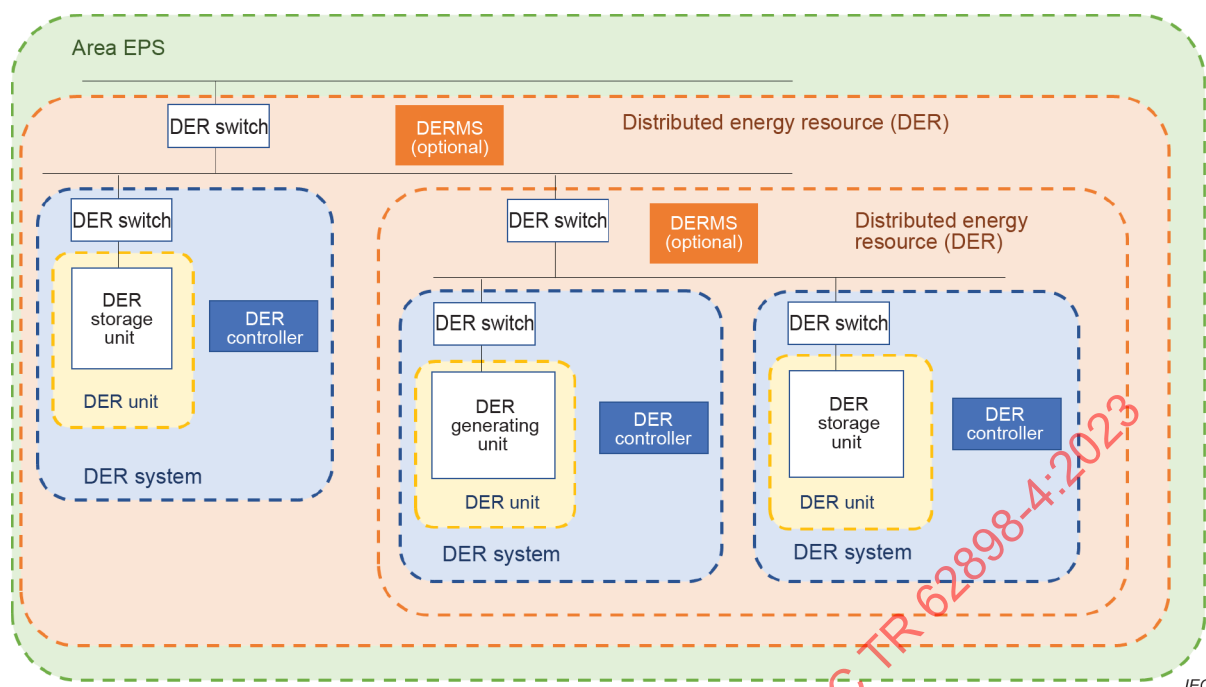 Area EPS
DER switch
DERMS
(optional)
Distributed energy resource (DER)
DER switch
DER
storage
unit
DER
controller
DER unit
DER system
DER switch
DERMS
(optional)
Distributed energy
resource (DER)
DER switch
DER
generating
unit
DER
controller
DER unit
DER system
DER switch
DER
storage
unit
DER
controller
DER unit
DER system
TR 62898-4:2023